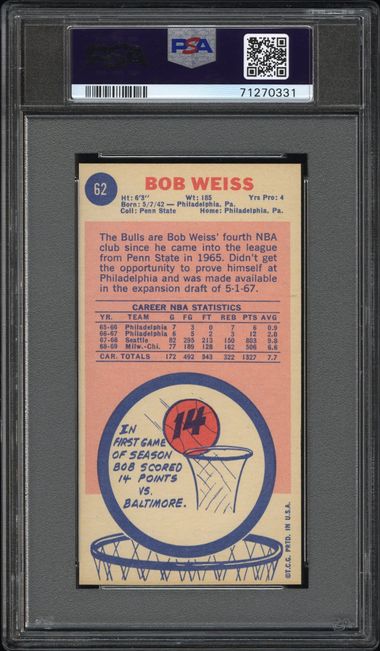 PSA
PSA
71270331
62
BOB WEISS
Ht: 6'3" Wt: 185 Yrs Pro: 4
Born: 5/7/42 — Philadelphia, Pa.
Coll: Penn State Home: Philadelphia, Pa.
The Bulls are Bob Weiss' fourth NBA
club since he came into the league
from Penn State in 1965. Didn't get
the opportunity to prove himself at
Philadelphia and was made available
in the expansion draft of 5-1-67.
CAREER NBA STATISTICS
YR. TEAM G FG FT REB PTS AVG
65-66 Philadelphia 7 3 0 7 6 0.9
66-67 Philadelphia 6 5 2 3 12 2.0
67-68 Seattle 82 295 213 150 803 9.8
68-69 Milw.-Chi. 77 189 128 162 506 6.6
CAR. TOTALS 172 492 343 322 1327 7.7
14
IN
FIRST GAME
OF SEASON
BOB SCORED
14 POINTS
VS.
BALTIMORE.
©T.C.G. PRTD. IN U.S.A.